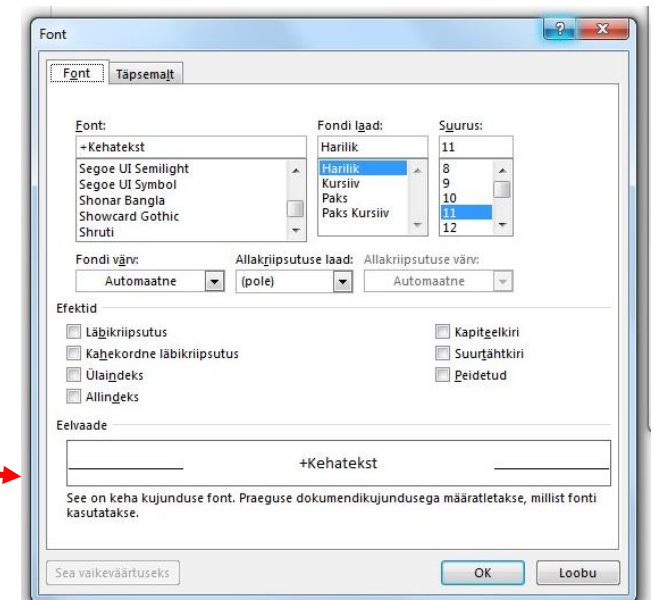 Font
?
X
Font Täpsemalt
Font: Fondi laad: Suurus:
+Kehatekst Harilik 11
Segoe UI Semilight Harilik 8
Segoe UI Symbol Kursiiv 9
Shonar Bangla Paks 10
Showcard Gothic Paks Kursiiv 11
Shruti 12
Fondi värv: Allakriipsutuse laad: Allakriipsutuse värv:
Automaatne (pole) Automaatne
Efektid
Läbikriipsutus Kapiteelkiri
Kahekordne läbikriipsutus Suurtähtkiri
Ülaindeks Peidetud
Allindeks
Eelvaade
+Kehatekst
See on keha kujunduse font. Praeguse dokumendikujundusega määratletakse, millist fonti
kasutatakse.
Sea vaikeväärtuseks OK Loobu